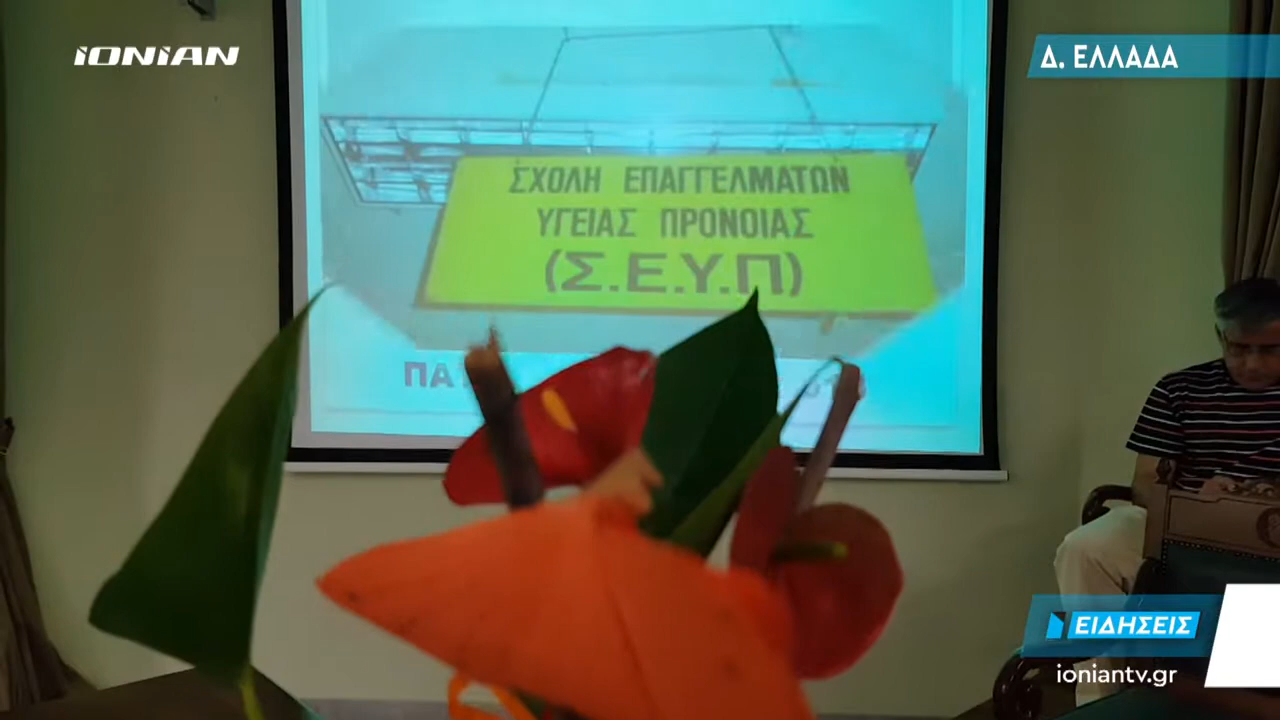 IONIAN
Δ. ΕΛΛΑΔΑ
ΣΧΟΛΗ ΕΠΑΓΓΕΛΜΑΤΩΝ
ΥΓΕΙΑΣ ΠΡΟΝΟΙΑΣ
(Σ.Ε.Υ.Π)
ΕΙΔΗΣΕΙΣ
ioniantv.gr